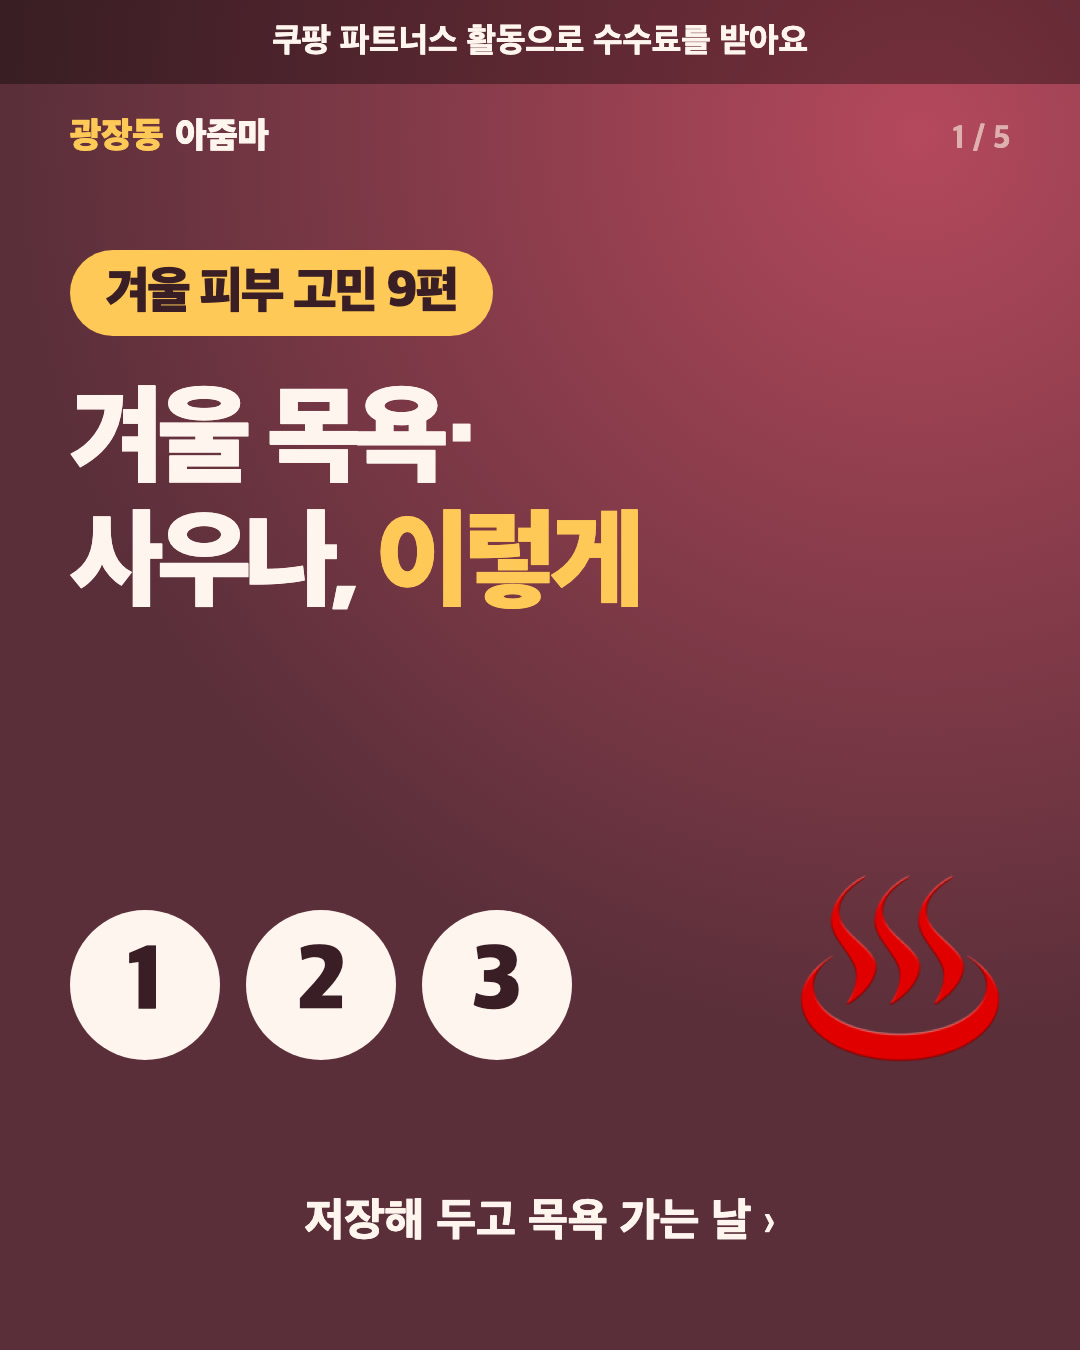 쿠팡 파트너스 활동으로 수수료를 받아요
광장동 아줌마
1 / 5
겨울 피부 고민 9편
겨울 목욕·
사우나, 이렇게
1 2 3
저장해 두고 목욕 가는 날 ›